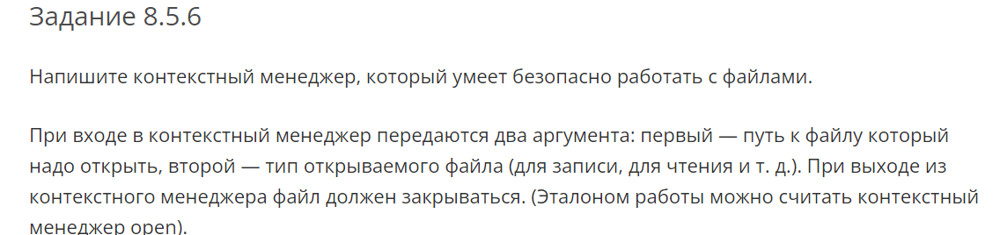 Задание 8.5.6
Напишите контекстный менеджер, который умеет безопасно работать с файлами.
При входе в контекстный менеджер передаются два аргумента: первый — путь к файлу который
надо открыть, второй — тип открываемого файла (для записи, для чтения и т. д.). При выходе из
контекстного менеджера файл должен закрываться. (Эталоном работы можно считать контекстный
менеджер open).